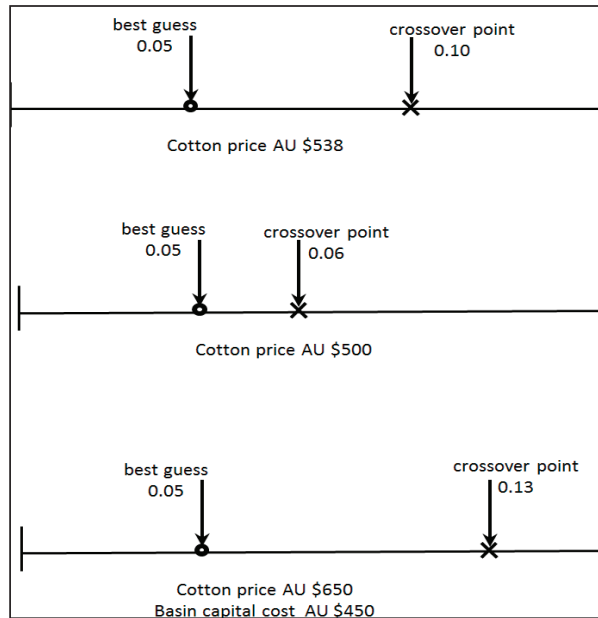 best guess
0.05
crossover point
0.10
Cotton price AU $538
best guess
0.05
crossover point
0.06
Cotton price AU $500
best guess
0.05
crossover point
0.13
Cotton price AU $650
Basin capital cost AU $450